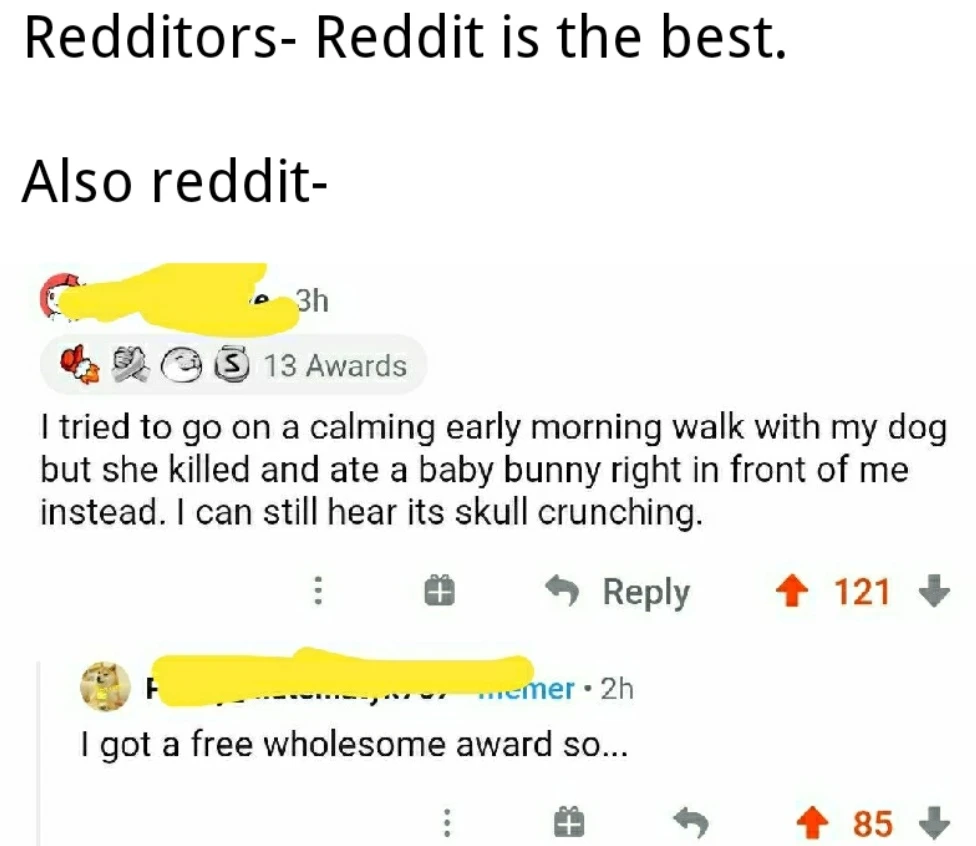 Redditors- Reddit is the best.
Also reddit-
3h
S 13 Awards
I tried to go on a calming early morning walk with my dog
but she killed and ate a baby bunny right in front of me
instead. I can still hear its skull crunching.
Reply 121
2h
I got a free wholesome award so...
85